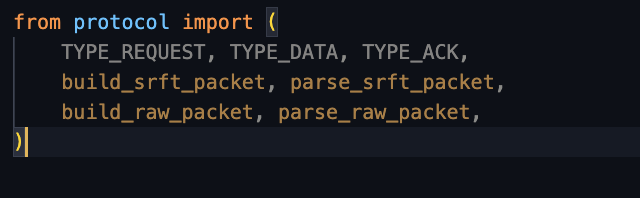 from protocol import (
    TYPE_REQUEST, TYPE_DATA, TYPE_ACK,
    build_srft_packet, parse_srft_packet,
    build_raw_packet, parse_raw_packet,
)